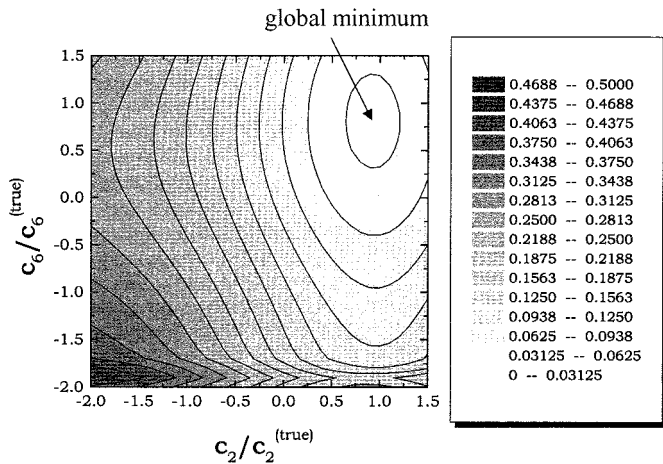 global minimum
1.5
1.0
0.5
0.0
-0.5
-1.0
-1.5
-2.0
c6/c6(true)
-2.0 -1.5 -1.0 -0.5 0.0 0.5 1.0 1.5
c2/c2(true)
0.4688 -- 0.5000
0.4375 -- 0.4688
0.4063 -- 0.4375
0.3750 -- 0.4063
0.3438 -- 0.3750
0.3125 -- 0.3438
0.2813 -- 0.3125
0.2500 -- 0.2813
0.2188 -- 0.2500
0.1875 -- 0.2188
0.1563 -- 0.1875
0.1250 -- 0.1563
0.0938 -- 0.1250
0.0625 -- 0.0938
0.03125 -- 0.0625
0 -- 0.03125